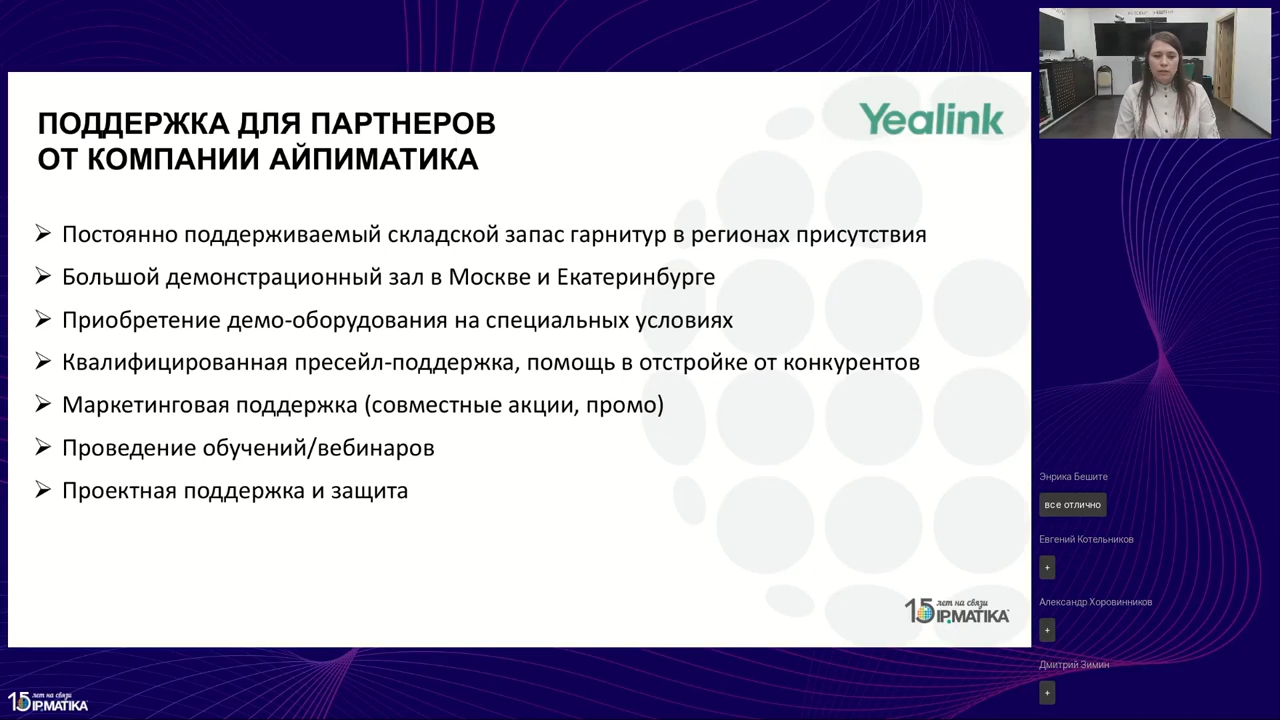 ПОДДЕРЖКА ДЛЯ ПАРТНЕРОВ
ОТ КОМПАНИИ АЙПИМАТИКА
Yealink
Постоянно поддерживаемый складской запас гарнитур в регионах присутствия
Большой демонстрационный зал в Москве и Екатеринбурге
Приобретение демо-оборудования на специальных условиях
Квалифицированная пресейл-поддержка, помощь в отстройке от конкурентов
Маркетинговая поддержка (совместные акции, промо)
Проведение обучений/вебинаров
Проектная поддержка и защита
15 лет на связи
IPMATIKA
Энрика Бешите
все отлично
Евгений Котельников
+
Александр Хоровинников
+
Дмитрий Зимин
+
15 лет на связи
IPMATIKA